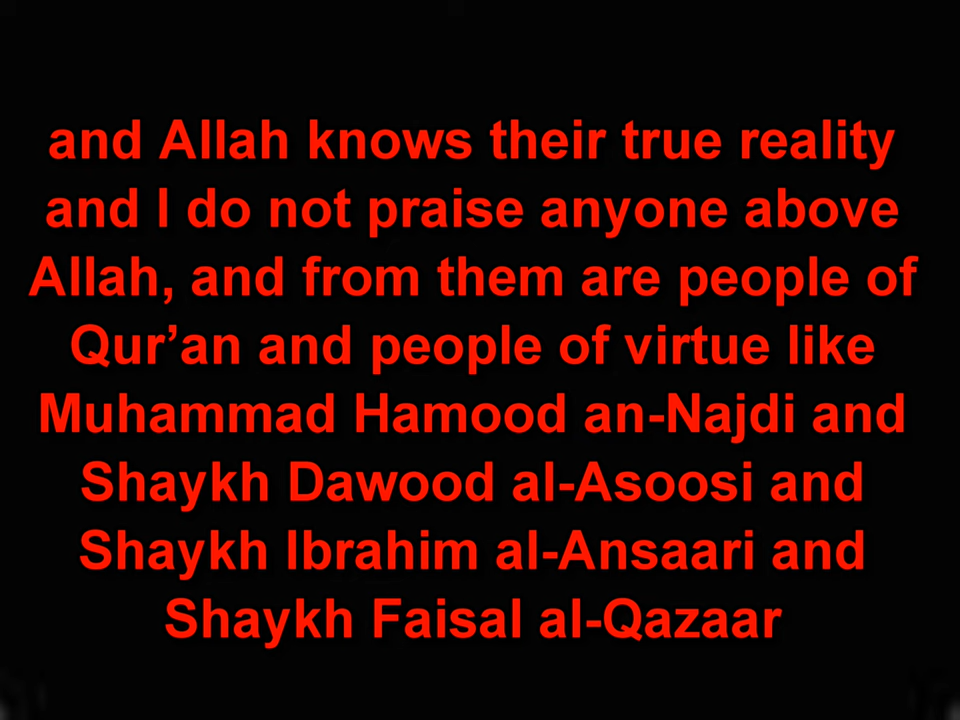 and Allah knows their true reality
and I do not praise anyone above
Allah, and from them are people of
Qur’an and people of virtue like
Muhammad Hamood an-Najdi and
Shaykh Dawood al-Asoosi and
Shaykh Ibrahim al-Ansaari and
Shaykh Faisal al-Qazaar